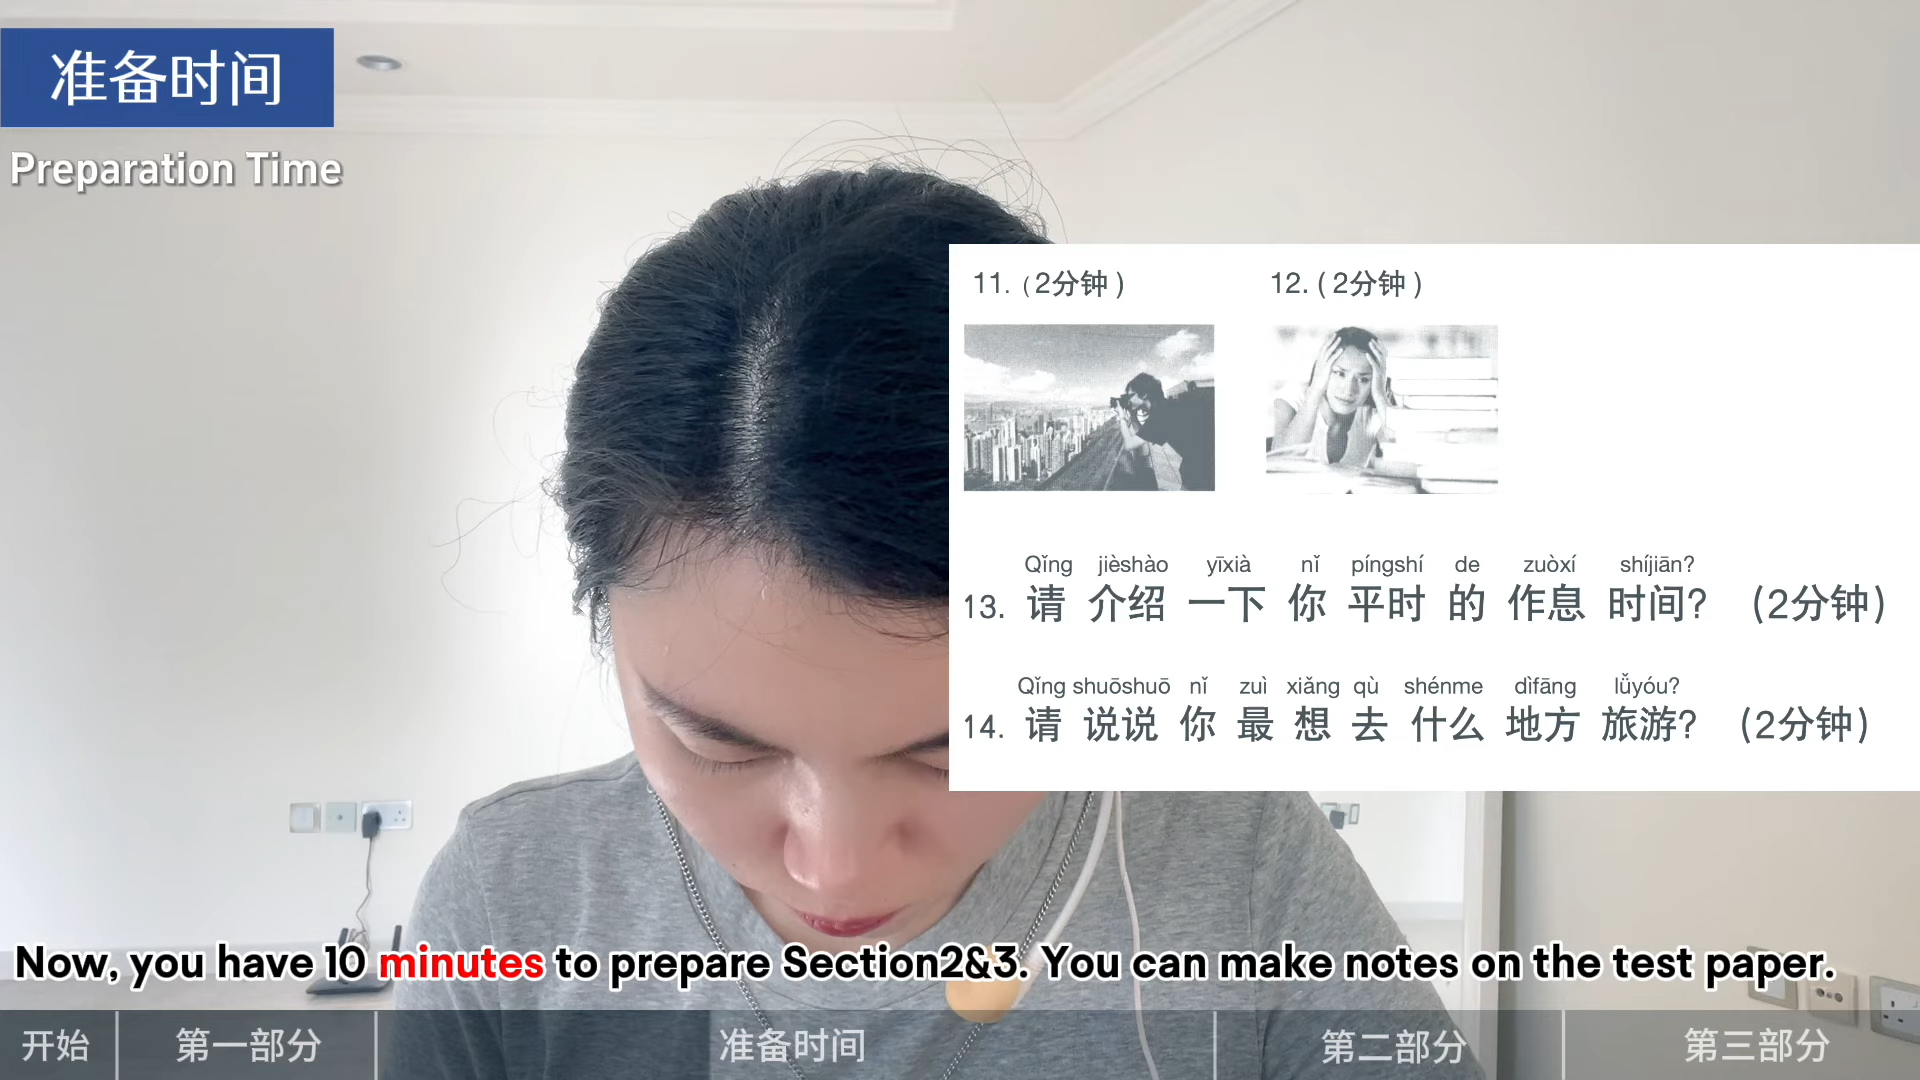 准备时间
Preparation Time
11.（2分钟）
12.（2分钟）
Qǐng jièshào yīxià nǐ píngshí de zuòxí shíjiān?
13. 请 介绍 一下 你 平时 的 作息 时间？（2分钟）
Qǐng shuōshuō nǐ zuì xiǎng qù shénme dìfāng lǚyóu?
14. 请 说说 你 最 想 去 什么 地方 旅游？（2分钟）
Now, you have 10 minutes to prepare Section2&3. You can make notes on the test paper.
开始
第一部分
准备时间
第二部分
第三部分